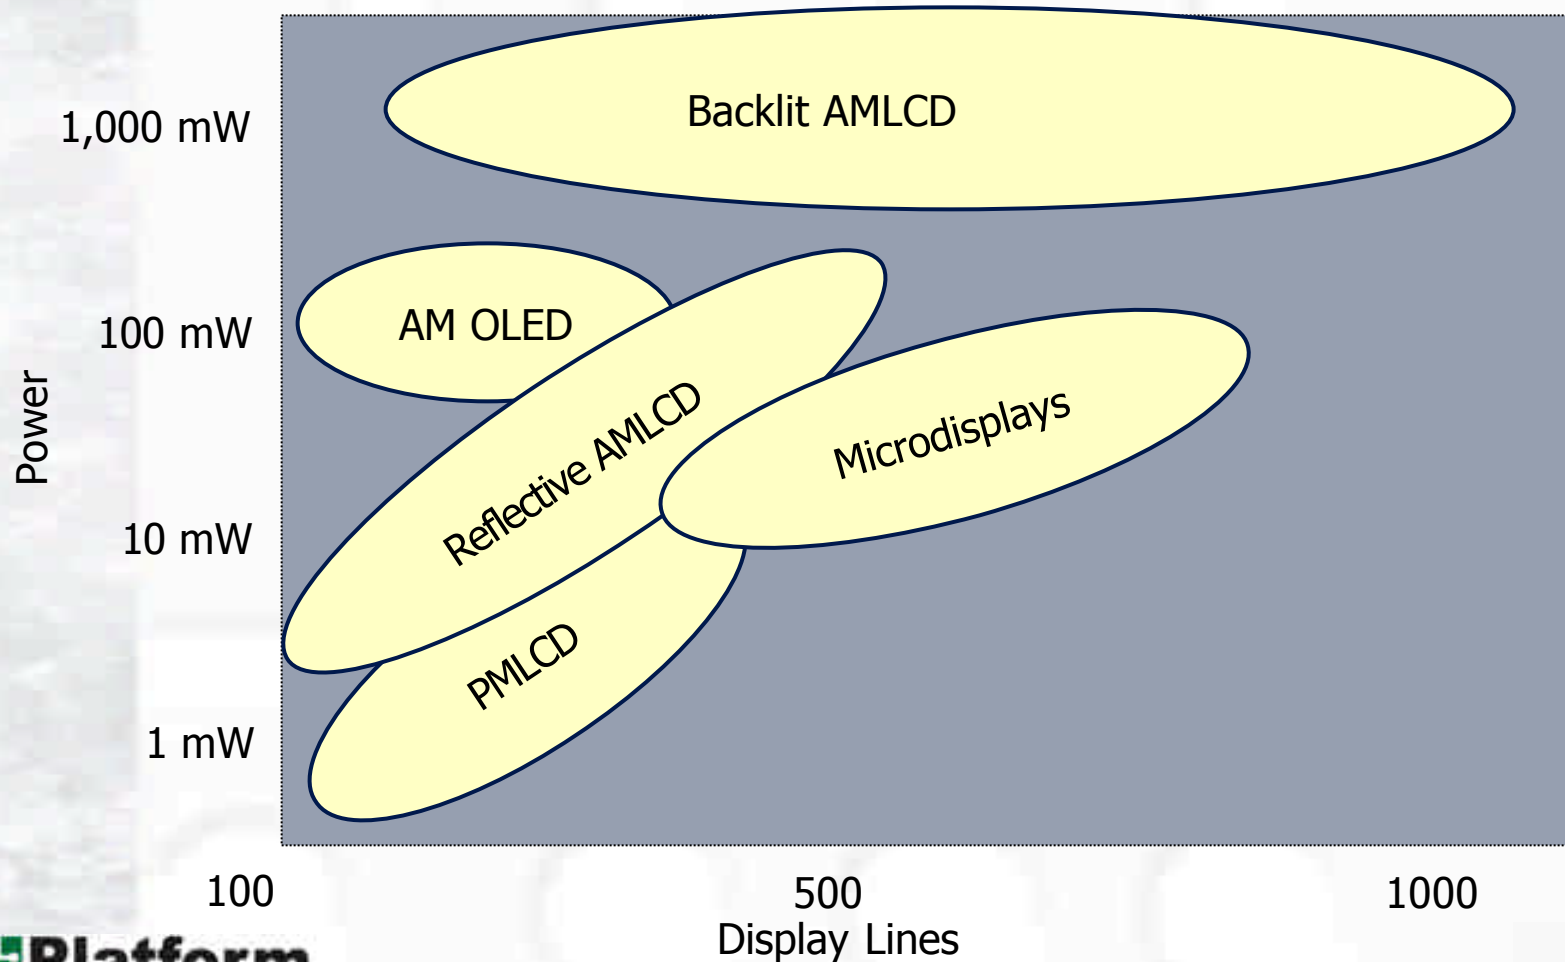 Backlit AMLCD
1,000 mW
AM OLED
100 mW
Reflective AMLCD
Microdisplays
Power
10 mW
PMLCD
1 mW
100
500
1000
Display Lines
Platform